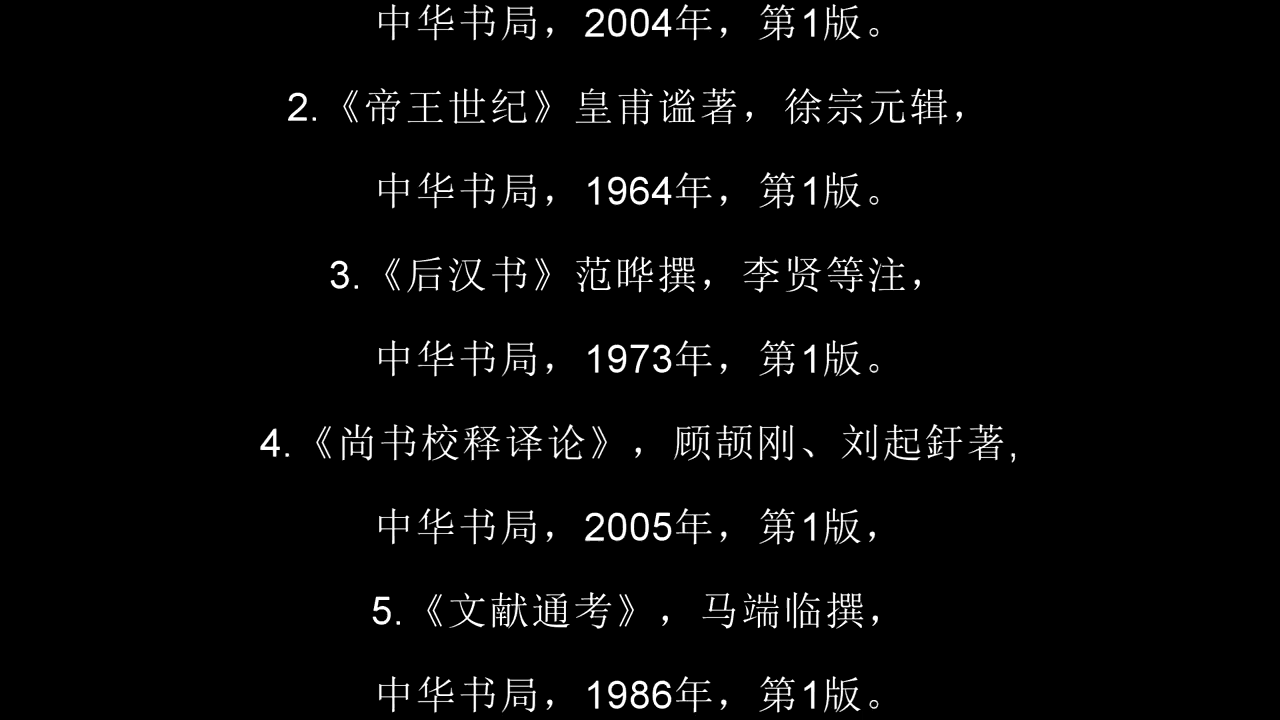 中华书局，2004年，第1版。
2.《帝王世纪》皇甫谧著，徐宗元辑，
中华书局，1964年，第1版。
3.《后汉书》范晔撰，李贤等注，
中华书局，1973年，第1版。
4.《尚书校释译论》，顾颉刚、刘起釪著,
中华书局，2005年，第1版，
5.《文献通考》，马端临撰，
中华书局，1986年，第1版。